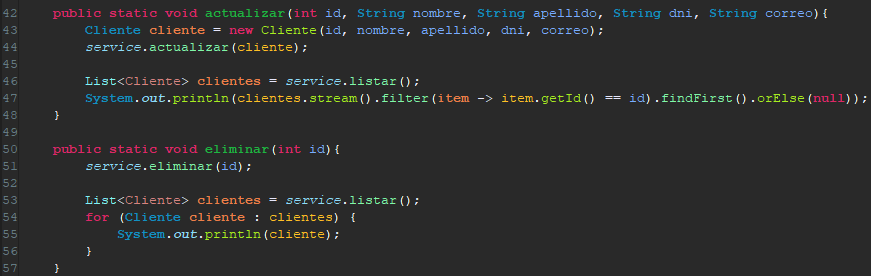 42 public static void actualizar(int id, String nombre, String apellido, String dni, String correo){
43 Cliente cliente = new Cliente(id, nombre, apellido, dni, correo);
44 service.actualizar(cliente);
45
46 List<Cliente> clientes = service.listar();
47 System.out.println(clientes.stream().filter(item -> item.getId() == id).findFirst().orElse(null));
48 }
49
50 public static void eliminar(int id){
51 service.eliminar(id);
52
53 List<Cliente> clientes = service.listar();
54 for (Cliente cliente : clientes) {
55 System.out.println(cliente);
56 }
57 }